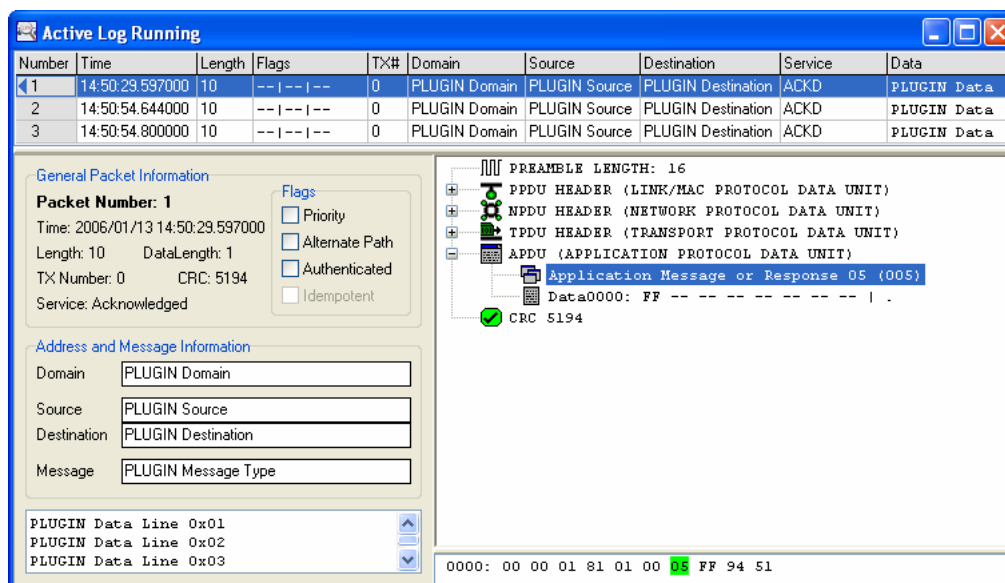 Active Log Running
Number Time Length Flags TX# Domain Source Destination Service Data
1 14:50:29.597000 10 --|--|-- 0 PLUGIN Domain PLUGIN Source PLUGIN Destination ACKD PLUGIN Data
2 14:50:54.644000 10 --|--|-- 0 PLUGIN Domain PLUGIN Source PLUGIN Destination ACKD PLUGIN Data
3 14:50:54.800000 10 --|--|-- 0 PLUGIN Domain PLUGIN Source PLUGIN Destination ACKD PLUGIN Data
General Packet Information
Packet Number: 1
Time: 2006/01/13 14:50:29.597000
Length: 10 DataLength: 1
TX Number: 0 CRC: 5194
Service: Acknowledged
Flags
Priority
Alternate Path
Authenticated
Idempotent
Address and Message Information
Domain PLUGIN Domain
Source PLUGIN Source
Destination PLUGIN Destination
Message PLUGIN Message Type
PLUGIN Data Line 0x01
PLUGIN Data Line 0x02
PLUGIN Data Line 0x03
PREAMBLE LENGTH: 16
PPDU HEADER (LINK/MAC PROTOCOL DATA UNIT)
NPDU HEADER (NETWORK PROTOCOL DATA UNIT)
TPDU HEADER (TRANSPORT PROTOCOL DATA UNIT)
APDU (APPLICATION PROTOCOL DATA UNIT)
Application Message or Response 05 (005)
Data0000: FF -- -- -- -- -- -- -- | .
CRC 5194
0000: 00 00 01 81 01 00 05 FF 94 51